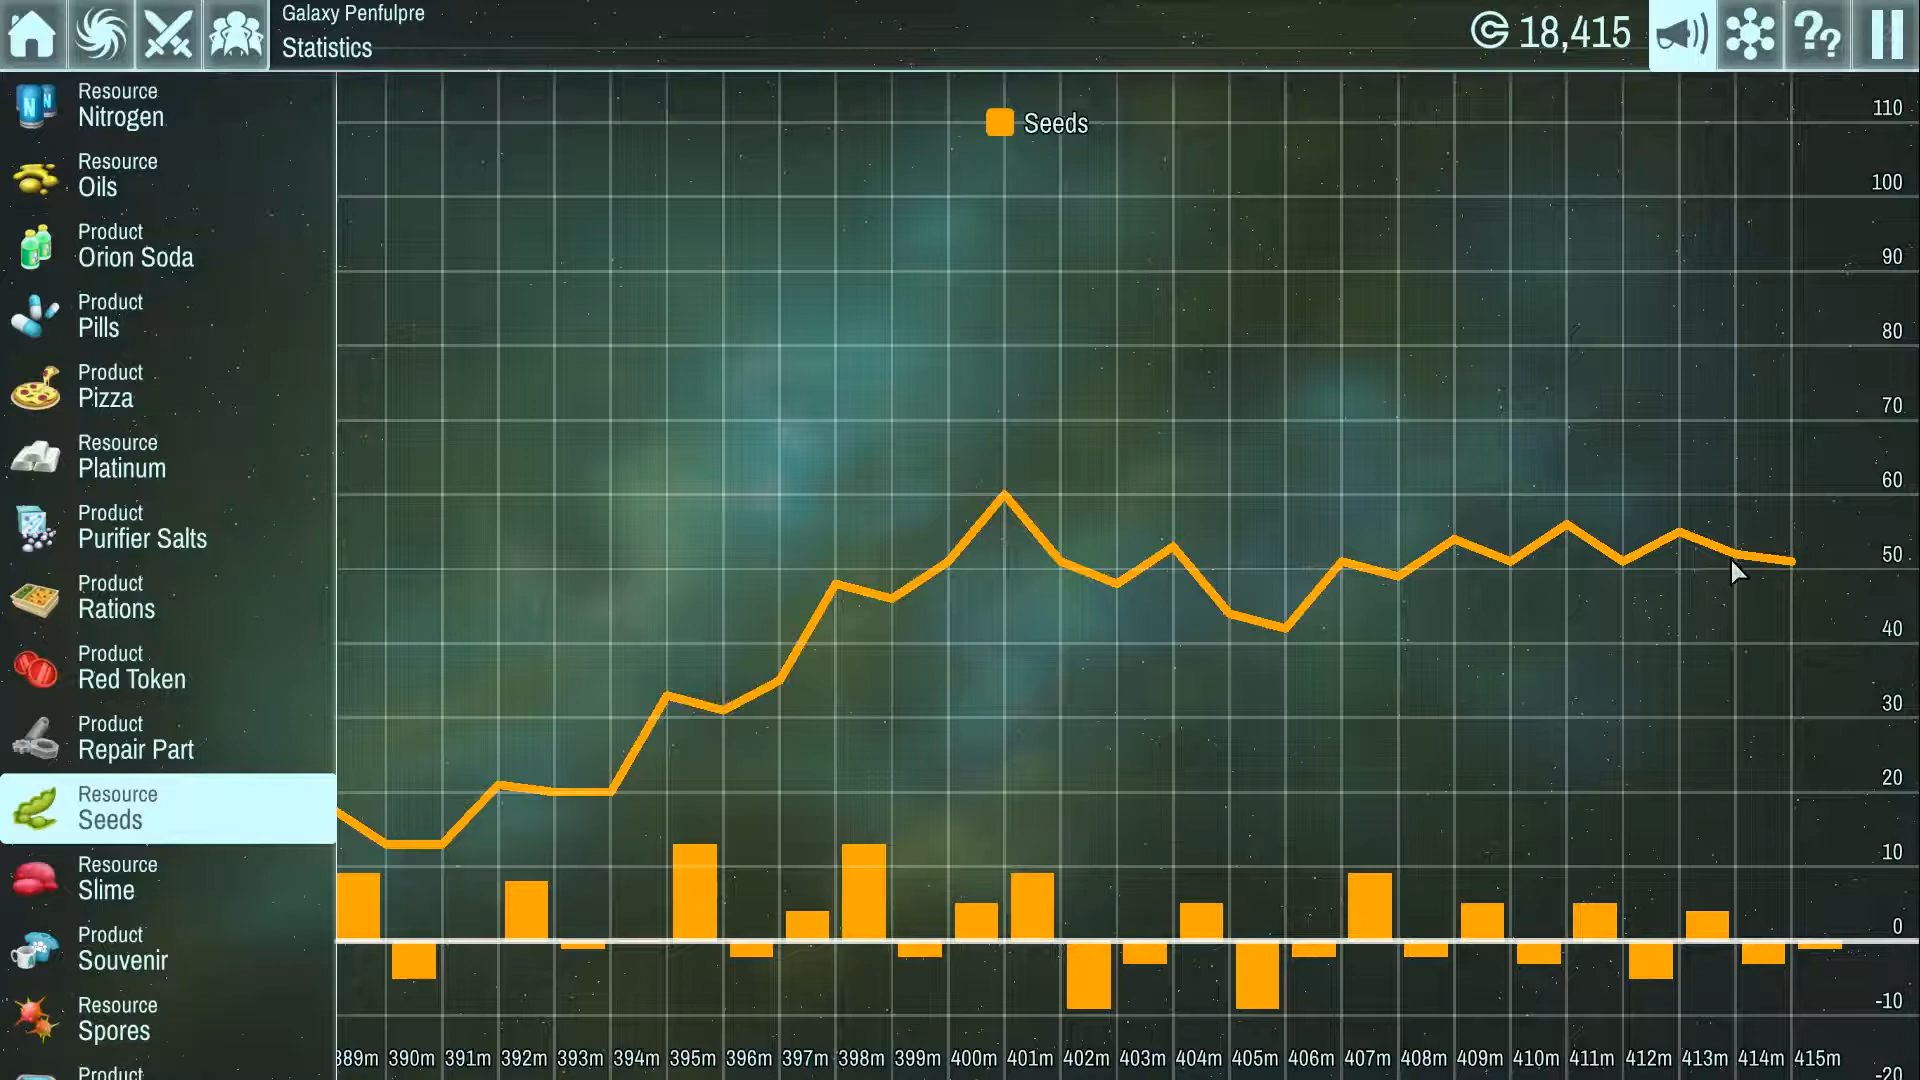 Galaxy Penfulpre
Statistics
18,415
Resource
Nitrogen
Resource
Oils
Product
Orion Soda
Product
Pills
Product
Pizza
Resource
Platinum
Product
Purifier Salts
Product
Rations
Product
Red Token
Product
Repair Part
Resource
Seeds
Resource
Slime
Product
Souvenir
Resource
Spores
Product
Seeds
110
100
90
80
70
60
50
40
30
20
10
0
-10
-20
389m 390m 391m 392m 393m 394m 395m 396m 397m 398m 399m 400m 401m 402m 403m 404m 405m 406m 407m 408m 409m 410m 411m 412m 413m 414m 415m